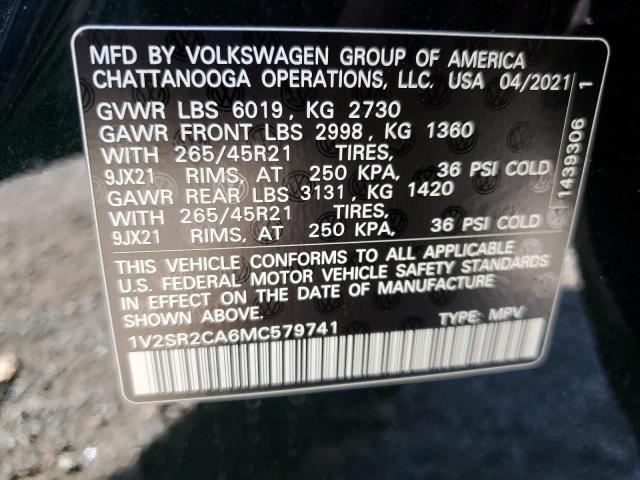 MFD BY VOLKSWAGEN GROUP OF AMERICA
CHATTANOOGA OPERATIONS, LLC. USA 04/2021
GVWR LBS 6019, KG 2730
GAWR FRONT LBS 2998, KG 1360
WITH 265/45R21 TIRES,
9JX21 RIMS, AT 250 KPA, 36 PSI COLD
GAWR REAR LBS 3131, KG 1420
WITH 265/45R21 TIRES,
9JX21 RIMS, AT 250 KPA, 36 PSI COLD
THIS VEHICLE CONFORMS TO ALL APPLICABLE
U.S. FEDERAL MOTOR VEHICLE SAFETY STANDARDS
IN EFFECT ON THE DATE OF MANUFACTURE
SHOWN ABOVE.
1V2SR2CA6MC579741 TYPE: MPV
1439306 1